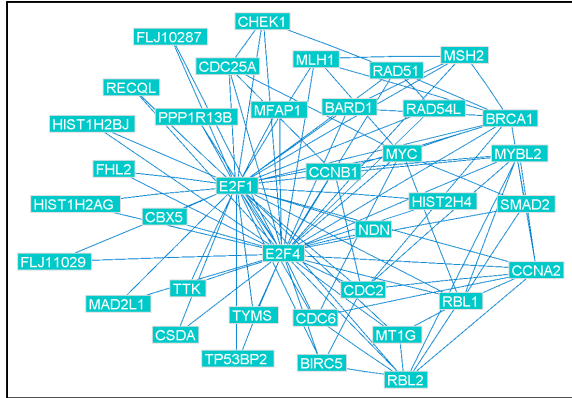 CHEK1
FLJ10287
MSH2
CDC25A
MLH1
RAD51
RECQL
PPP1R13B
MFAP1
BARD1
RAD54L
BRCA1
HIST1H2BJ
MYC
MYBL2
FHL2
CCNB1
E2F1
HIST1H2AG
HIST2H4
SMAD2
CBX5
NDN
E2F4
FLJ11029
CCNA2
TTK
CDC2
MAD2L1
RBL1
TYMS
CDC6
CSDA
MT1G
TP53BP2
BIRC5
RBL2